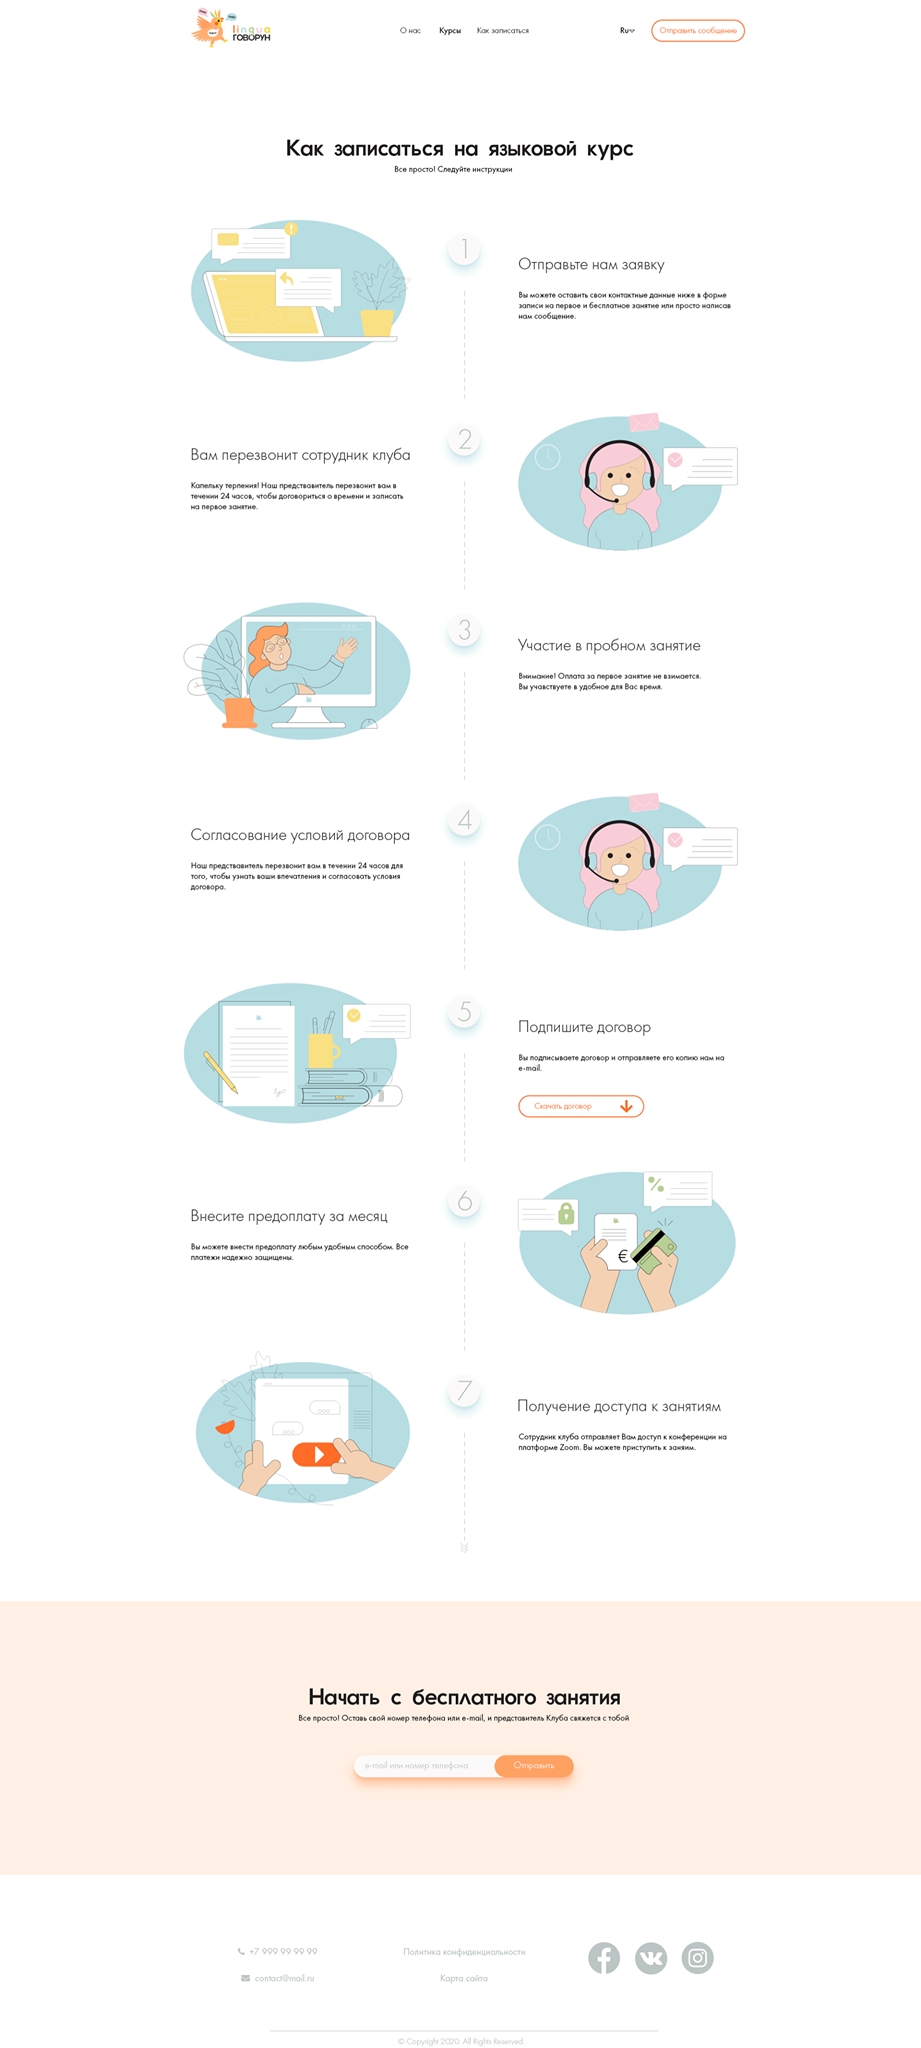 lingua
ГОВОРУН
О нас
Курсы
Как записаться
Ru
Отправить сообщение
Как записаться на языковой курс
Все просто! Следуйте инструкции
1
Отправьте нам заявку
Вы можете оставить свои контактные данные ниже в форме
записи на первое и бесплатное занятие или просто написав
нам сообщение.
2
Вам перезвонит сотрудник клуба
Капельку терпения! Наш представитель перезвонит вам в
течении 24 часов, чтобы договориться о времени и записать
на первое занятие.
3
Участие в пробном занятие
Внимание! Оплата за первое занятие не взимается.
Вы учавствуете в удобное для Вас время.
4
Согласование условий договора
Наш представитель перезвонит вам в течении 24 часов для
того, чтобы узнать ваши впечатления и согласовать условия
договора.
5
Подпишите договор
Вы подписываете договор и отправляете его копию нам на
e-mail.
Скачать договор
6
Внесите предоплату за месяц
Вы можете внести предоплату любым удобным способом. Все
платежи надежно защищены.
€
7
Получение доступа к занятиям
Сотрудник клуба отправляет Вам доступ к конференции на
платформе Zoom. Вы можете приступить к заняим.
Начать с бесплатного занятия
Все просто! Оставь свой номер телефона или e-mail, и представитель Клуба свяжется с тобой
e-mail или номер телефона
Отправить
+7 999 99 99 99
Политика конфиденциальности
contact@mail.ru
Карта сайта
© Copyright 2020. All Rights Reserved.